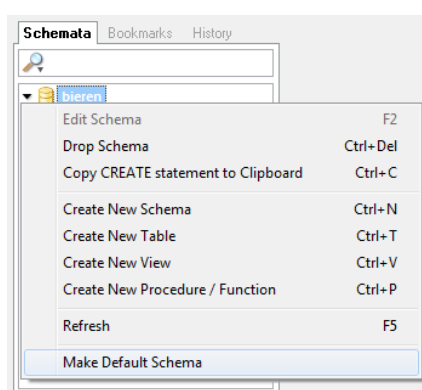 Schemata Bookmarks History
bieren
Edit Schema F2
Drop Schema Ctrl+Del
Copy CREATE statement to Clipboard Ctrl+C
Create New Schema Ctrl+N
Create New Table Ctrl+T
Create New View Ctrl+V
Create New Procedure / Function Ctrl+P
Refresh F5
Make Default Schema